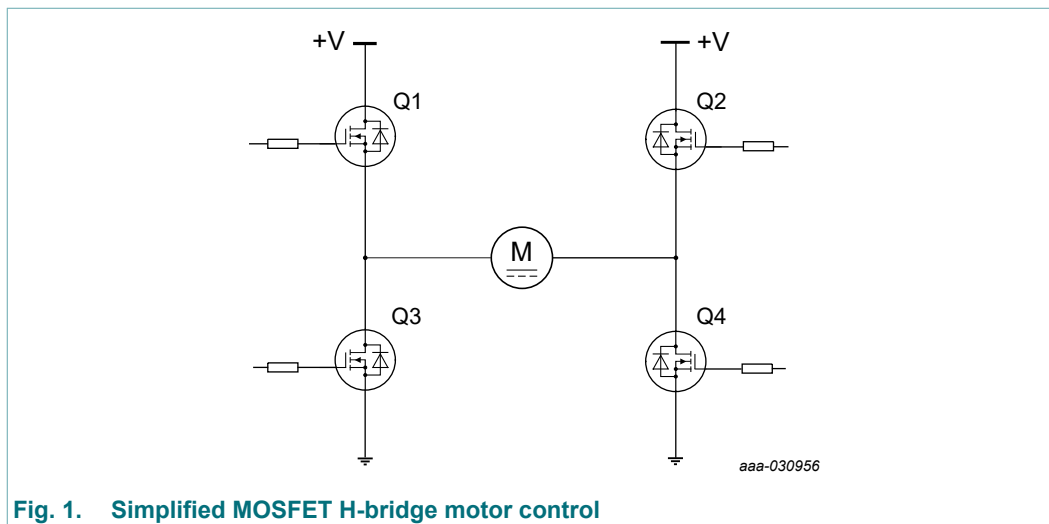 +V
+V
Q1
Q2
M
Q3
Q4
aaa-030956
Fig. 1. Simplified MOSFET H-bridge motor control